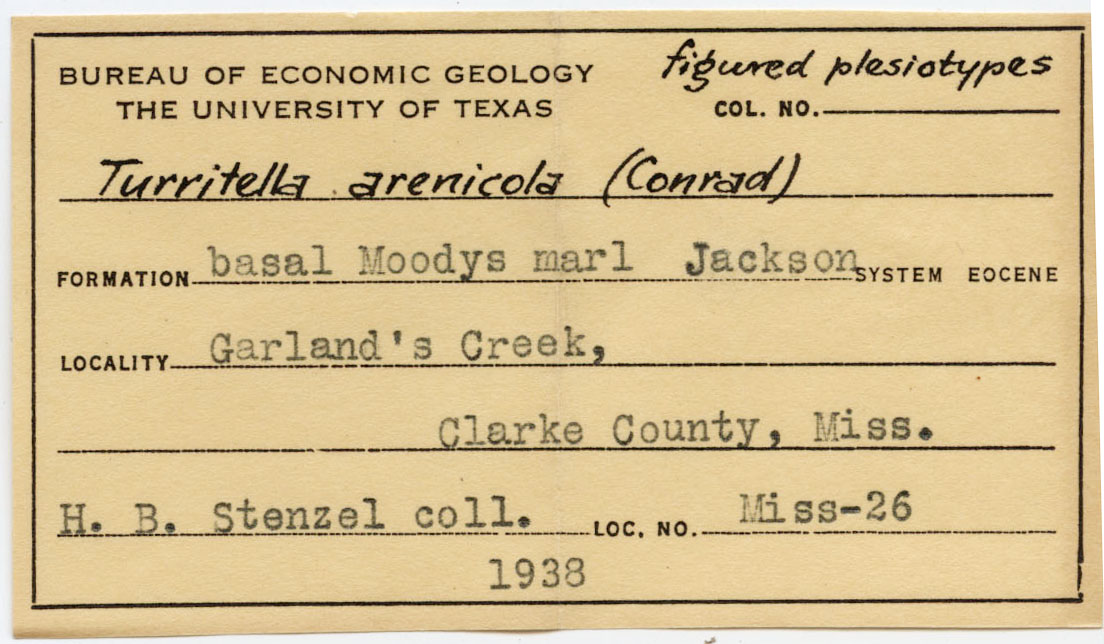 BUREAU OF ECONOMIC GEOLOGY
THE UNIVERSITY OF TEXAS
figured plesiotypes
COL. NO.
Turritella arenicola (Conrad)
FORMATION basal Moodys marl Jackson SYSTEM EOCENE
LOCALITY Garland's Creek,
Clarke County, Miss.
H. B. Stenzel coll. LOC. NO. Miss-26
1938